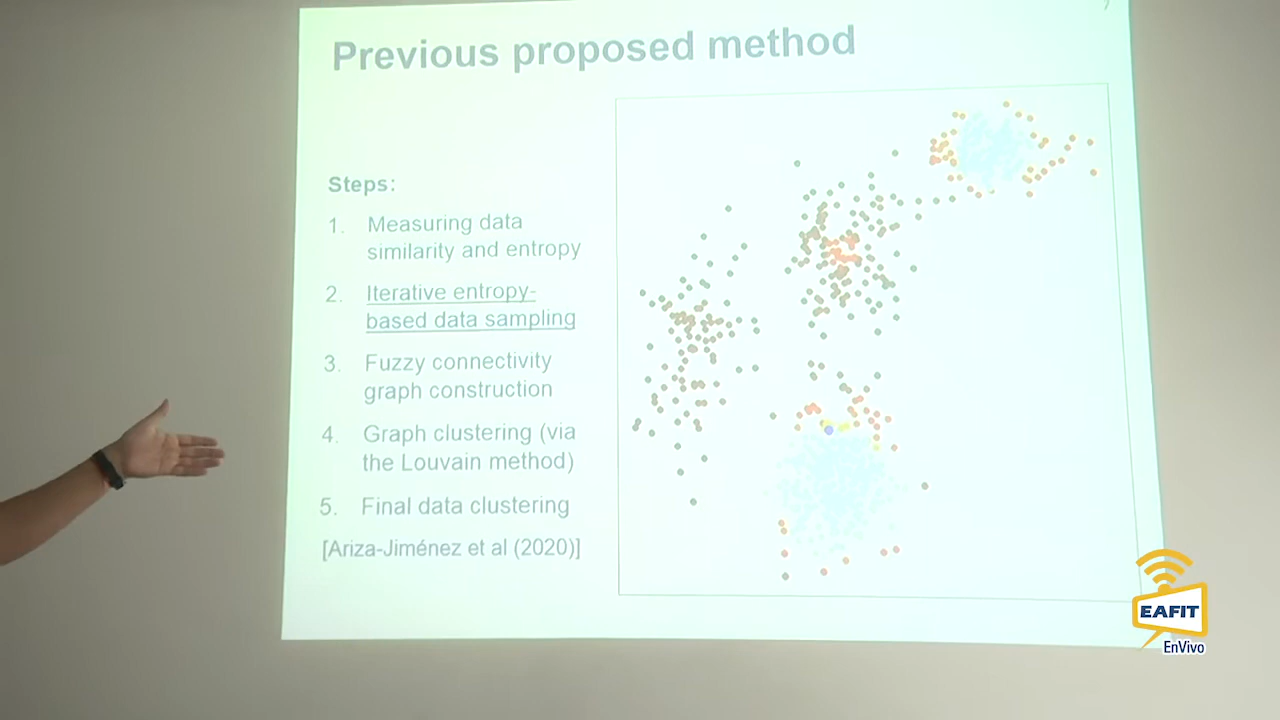 7
Previous proposed method
Steps:
1. Measuring data
similarity and entropy
2. Iterative entropy-
based data sampling
3. Fuzzy connectivity
graph construction
4. Graph clustering (via
the Louvain method)
5. Final data clustering
[Ariza-Jiménez et al (2020)]
EAFIT
EnVivo